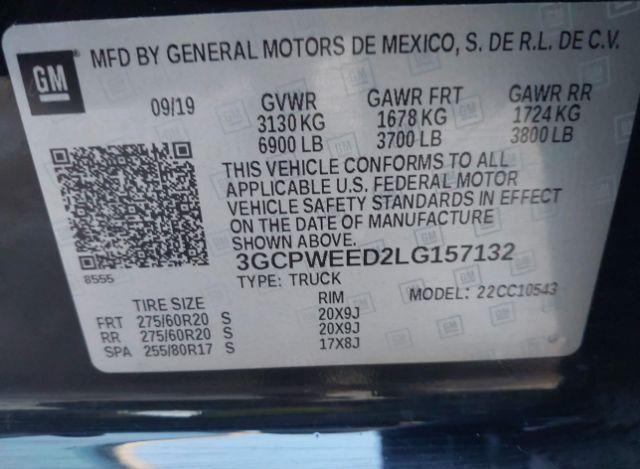 GM
MFD BY GENERAL MOTORS DE MEXICO, S. DE R.L. DE C.V.
09/19 GVWR GAWR FRT GAWR RR
3130 KG 1678 KG 1724 KG
6900 LB 3700 LB 3800 LB
THIS VEHICLE CONFORMS TO ALL
APPLICABLE U.S. FEDERAL MOTOR
VEHICLE SAFETY STANDARDS IN EFFECT
ON THE DATE OF MANUFACTURE
SHOWN ABOVE.
8555
3GCPWEED2LG157132
TYPE: TRUCK MODEL: 22CC10543
TIRE SIZE RIM
FRT 275/60R20 S 20X9J
RR 275/60R20 S 20X9J
SPA 255/80R17 S 17X8J